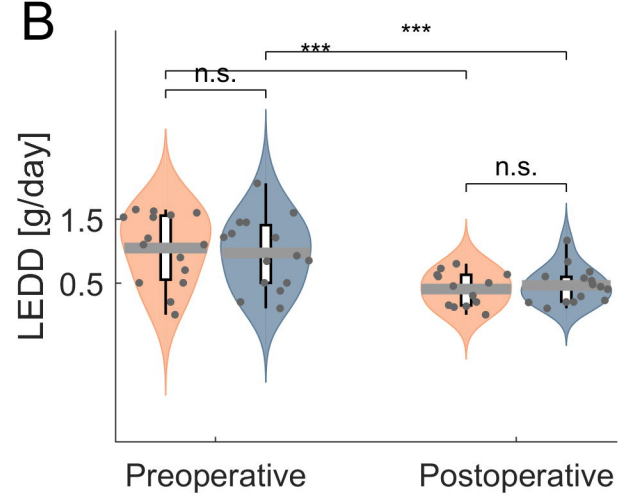 B
***
***
n.s.
n.s.
LEDD [g/day]
1.5
0.5
Preoperative
Postoperative